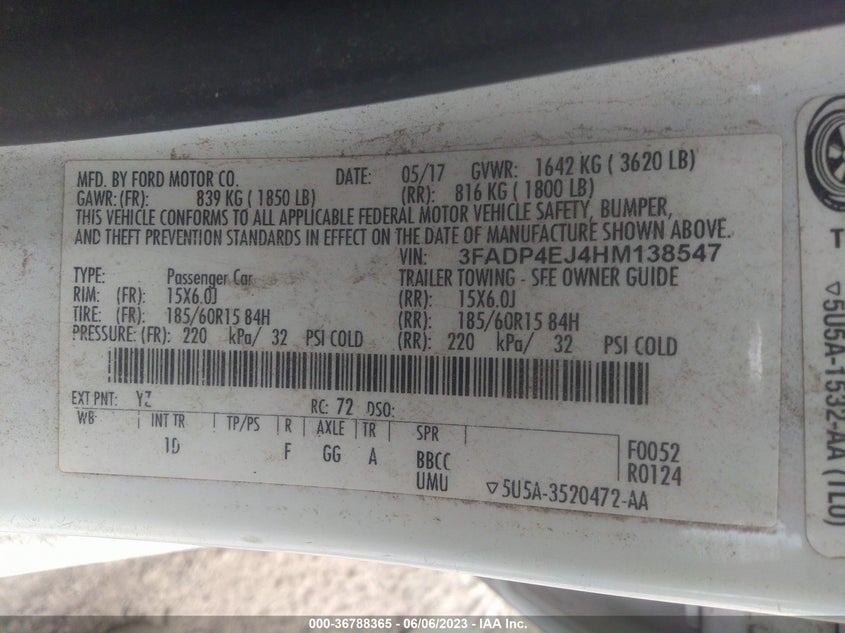 MFD. BY FORD MOTOR CO. DATE: 05/17 GVWR: 1642 KG ( 3620 LB)
GAWR: (FR): 839 KG ( 1850 LB) (RR): 816 KG ( 1800 LB)
THIS VEHICLE CONFORMS TO ALL APPLICABLE FEDERAL MOTOR VEHICLE SAFETY, BUMPER,
AND THEFT PREVENTION STANDARDS IN EFFECT ON THE DATE OF MANUFACTURE SHOWN ABOVE.
VIN: 3FADP4EJ4HM138547
TYPE: Passenger Car TRAILER TOWING - SEE OWNER GUIDE
RIM: (FR): 15X6.0J (RR): 15X6.0J
TIRE: (FR): 185/60R15 84H (RR): 185/60R15 84H
PRESSURE: (FR): 220 kPa/ 32 PSI COLD (RR): 220 kPa/ 32 PSI COLD
EXT PNT: YZ RC: 72 DSO:
WB INT TR TP/PS R AXLE TR SPR
1D F GG A BBCC F0052
UMU R0124
▽5U5A-3520472-AA
T
▽5U5A-1532-AA (TL0)
000-36788365 - 06/06/2023 - IAA Inc.